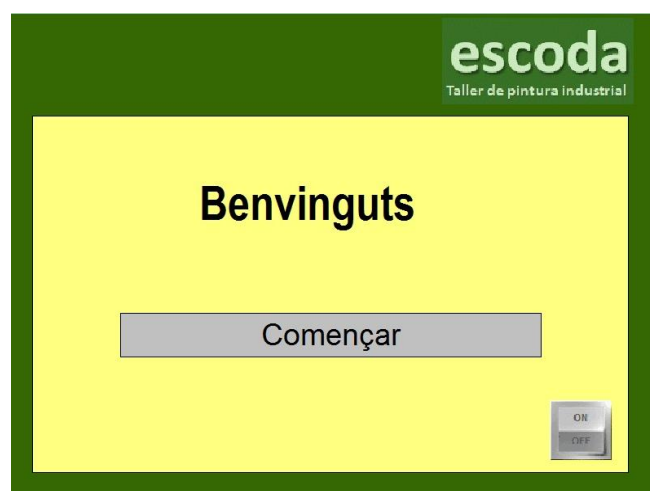 escoda
Taller de pintura industrial
Benvinguts
Començar
ON
OFF